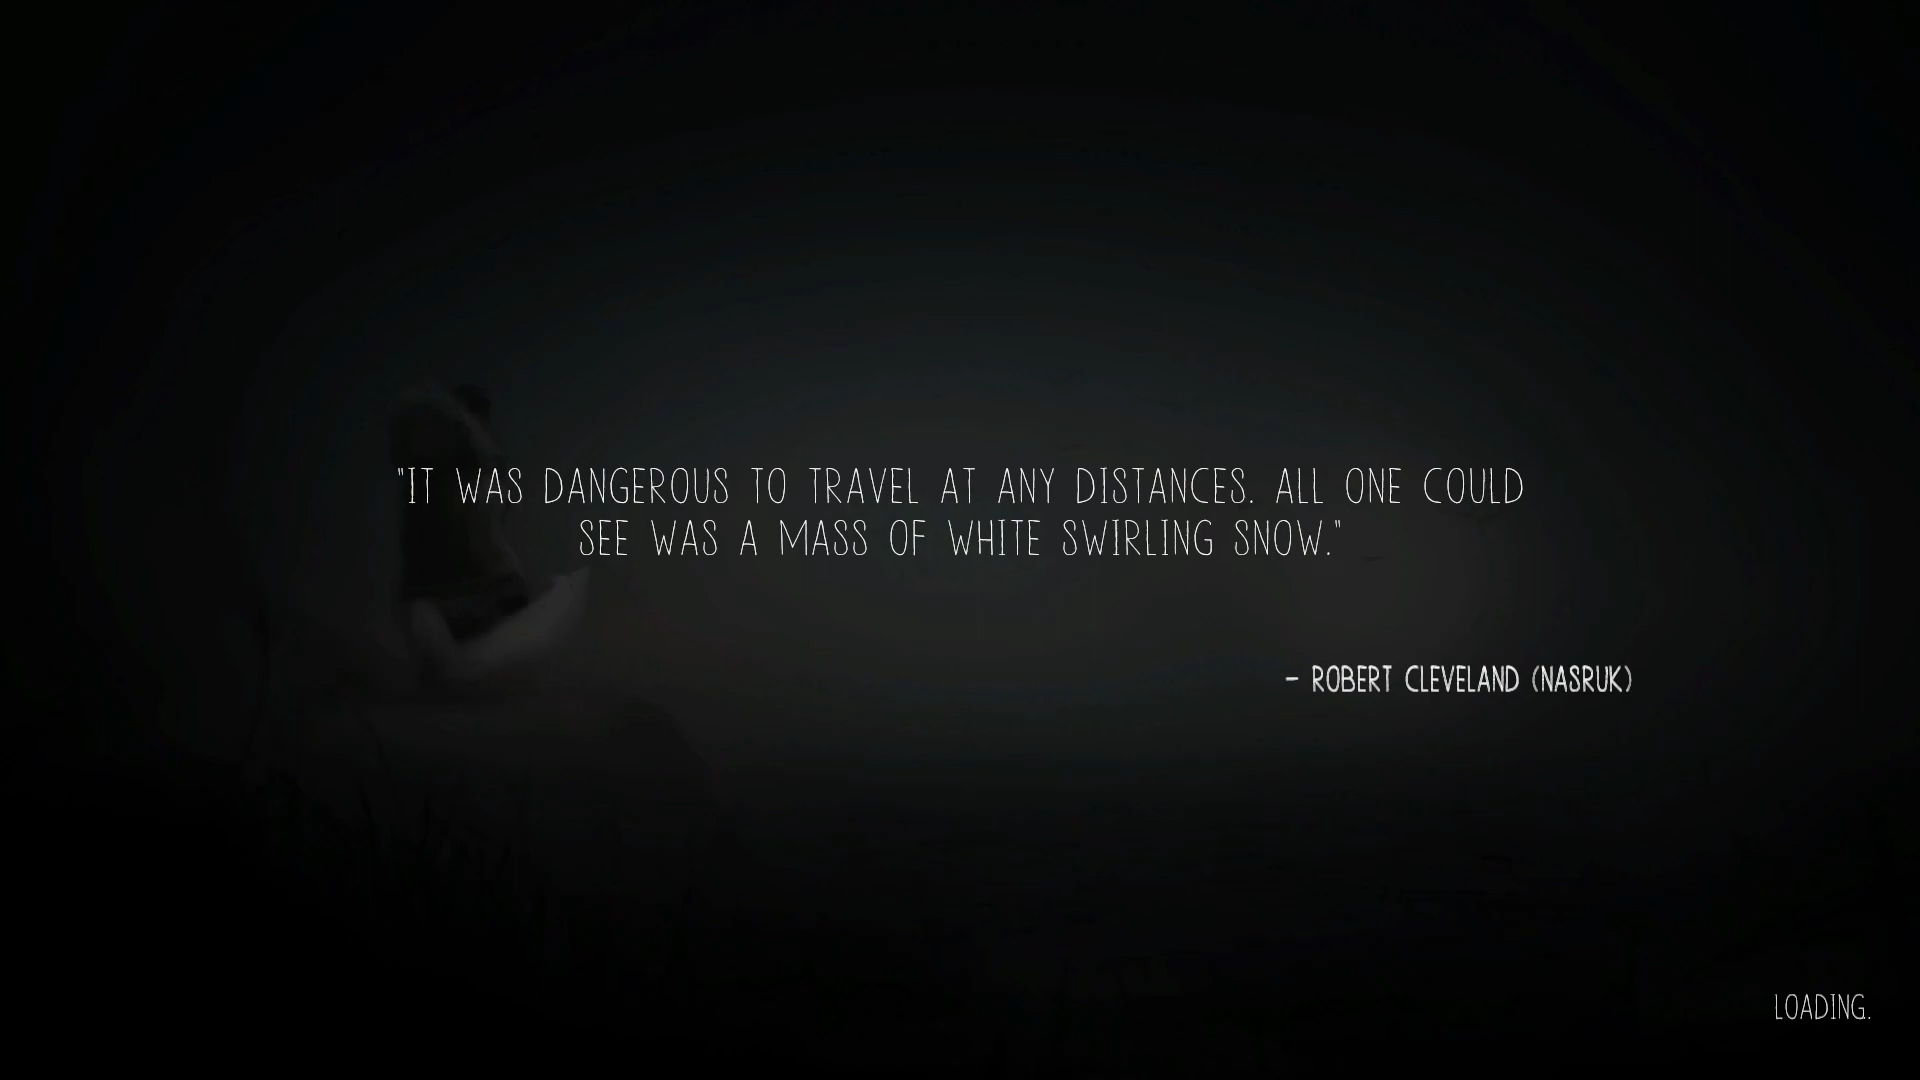 "IT WAS DANGEROUS TO TRAVEL AT ANY DISTANCES. ALL ONE COULD
SEE WAS A MASS OF WHITE SWIRLING SNOW."
- ROBERT CLEVELAND (NASRUK)
LOADING.